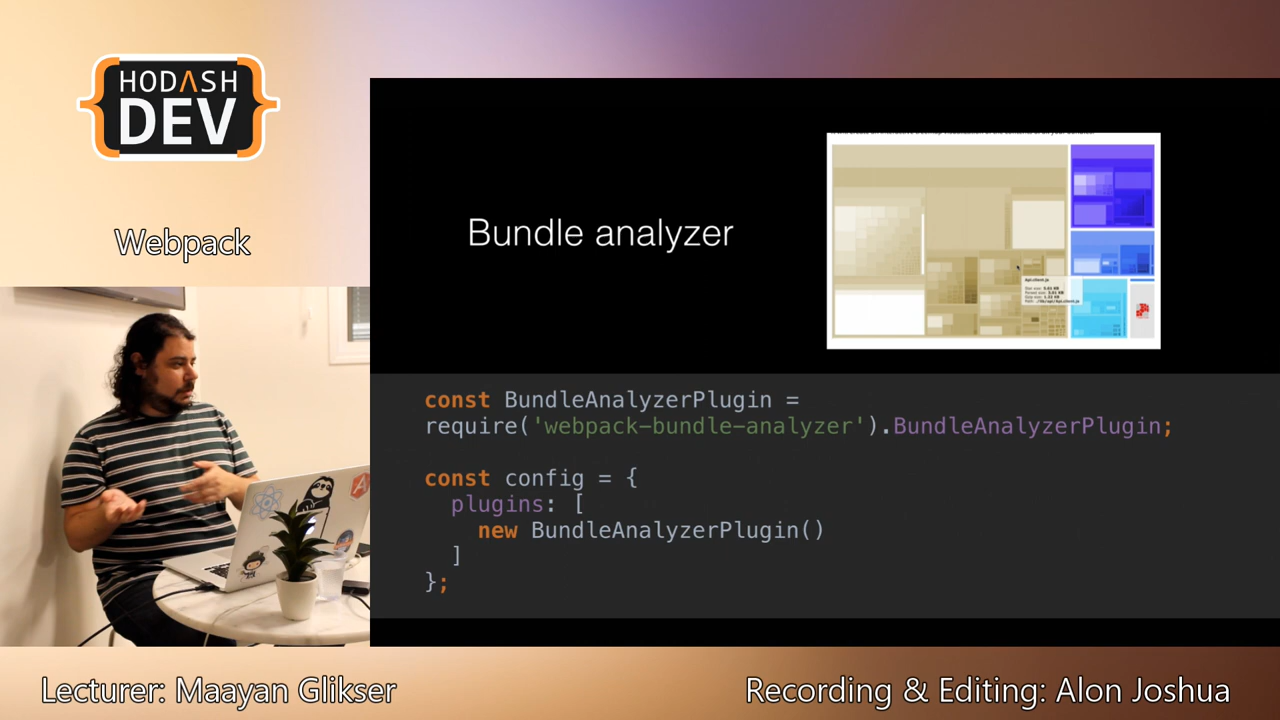 HODΛSH
DEV
Webpack
Bundle analyzer
const BundleAnalyzerPlugin =
require('webpack-bundle-analyzer').BundleAnalyzerPlugin;
const config = {
plugins: [
new BundleAnalyzerPlugin()
]
};
Lecturer: Maayan Glikser
Recording & Editing: Alon Joshua